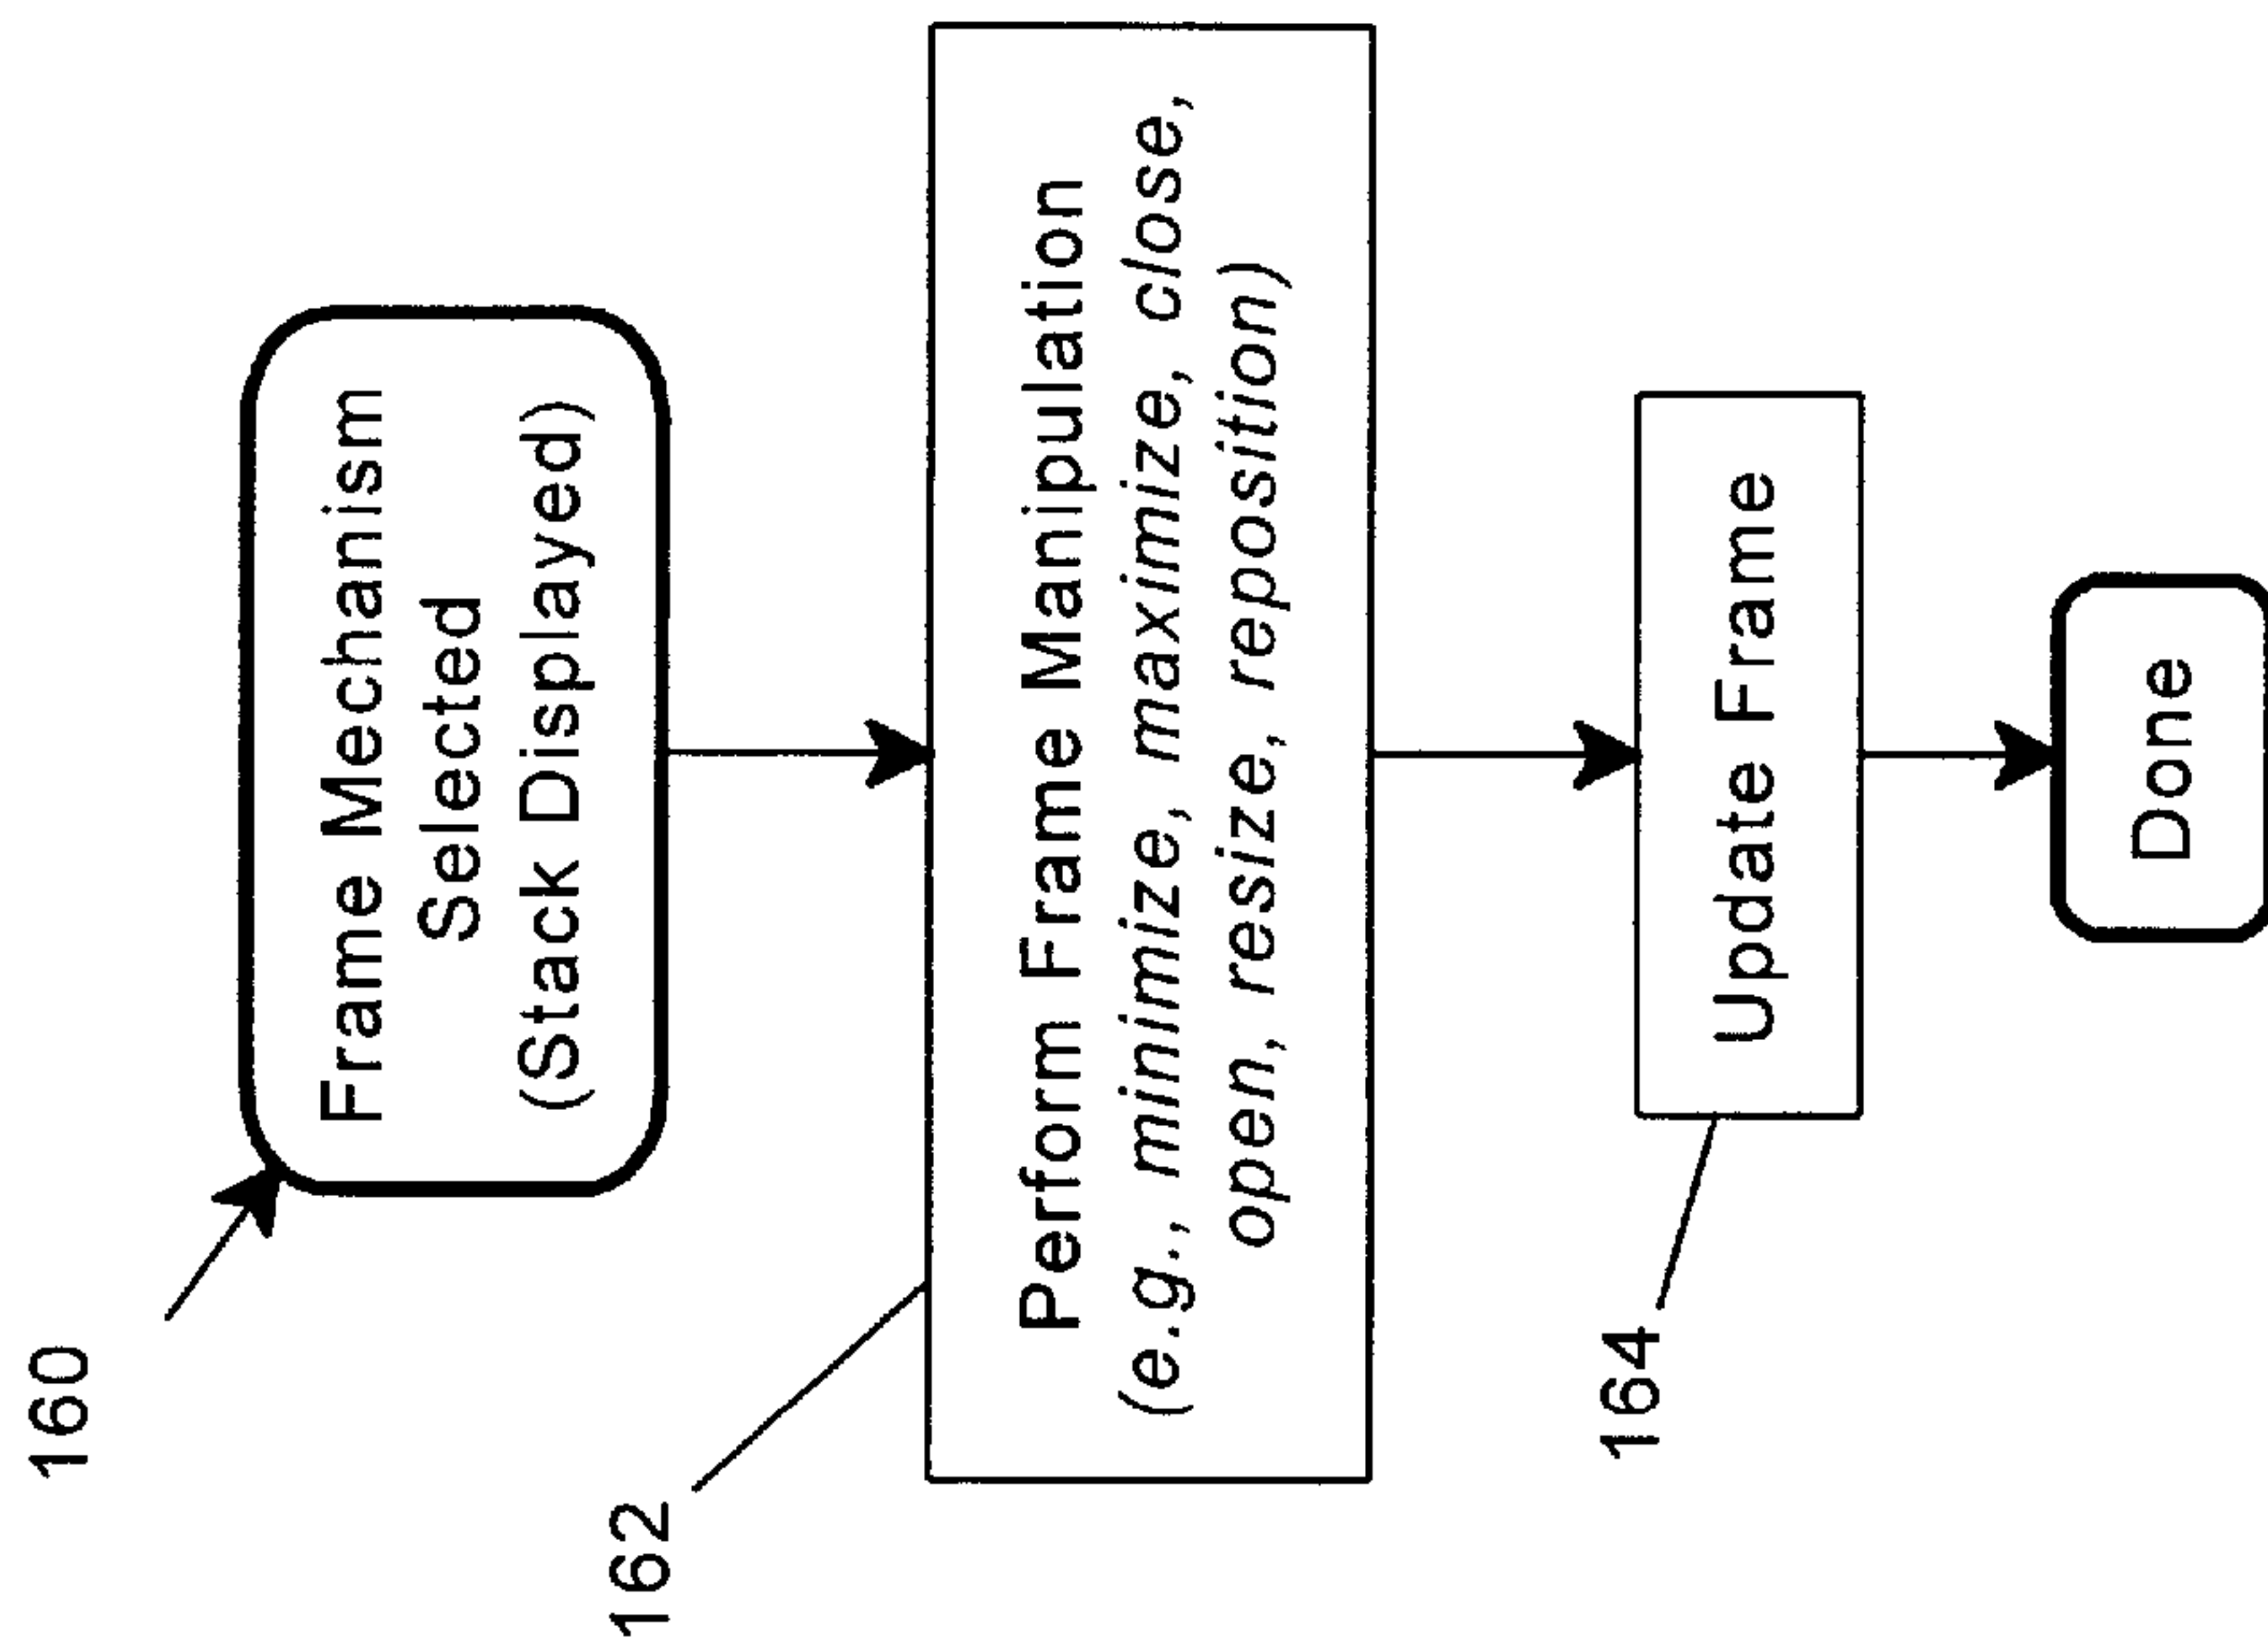 160
Frame Mechanism
Selected
(Stack Displayed)
162
Perform Frame Manipulation
(e.g., minimize, maximize, close,
open, resize, reposition)
164
Update Frame
Done